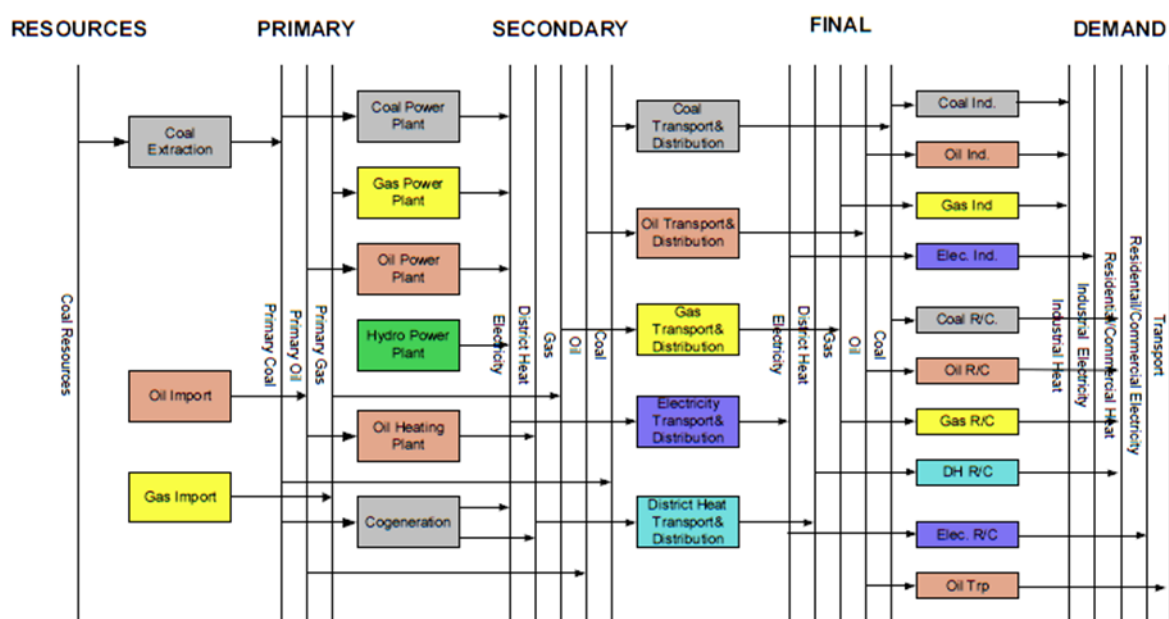 RESOURCES
PRIMARY
SECONDARY
FINAL
DEMAND
Coal Resources
Coal
Extraction
Oil Import
Gas Import
Primary Coal
Primary Oil
Primary Gas
Coal Power
Plant
Gas Power
Plant
Oil Power
Plant
Hydro Power
Plant
Oil Heating
Plant
Cogeneration
Electricity
District Heat
Gas
Oil
Coal
Coal
Transport&
Distribution
Oil Transport&
Distribution
Gas
Transport&
Distribution
Electricity
Transport&
Distribution
District Heat
Transport&
Distribution
Electricity
District Heat
Gas
Oil
Coal
Coal Ind.
Oil Ind.
Gas Ind
Elec. Ind.
Coal R/C.
Oil R/C
Gas R/C
DH R/C
Elec. R/C
Oil Trp
Industrial Heat
Industrial Electricity
Residential/Commercial Heat
Residentail/Commercial Electricity
Transport